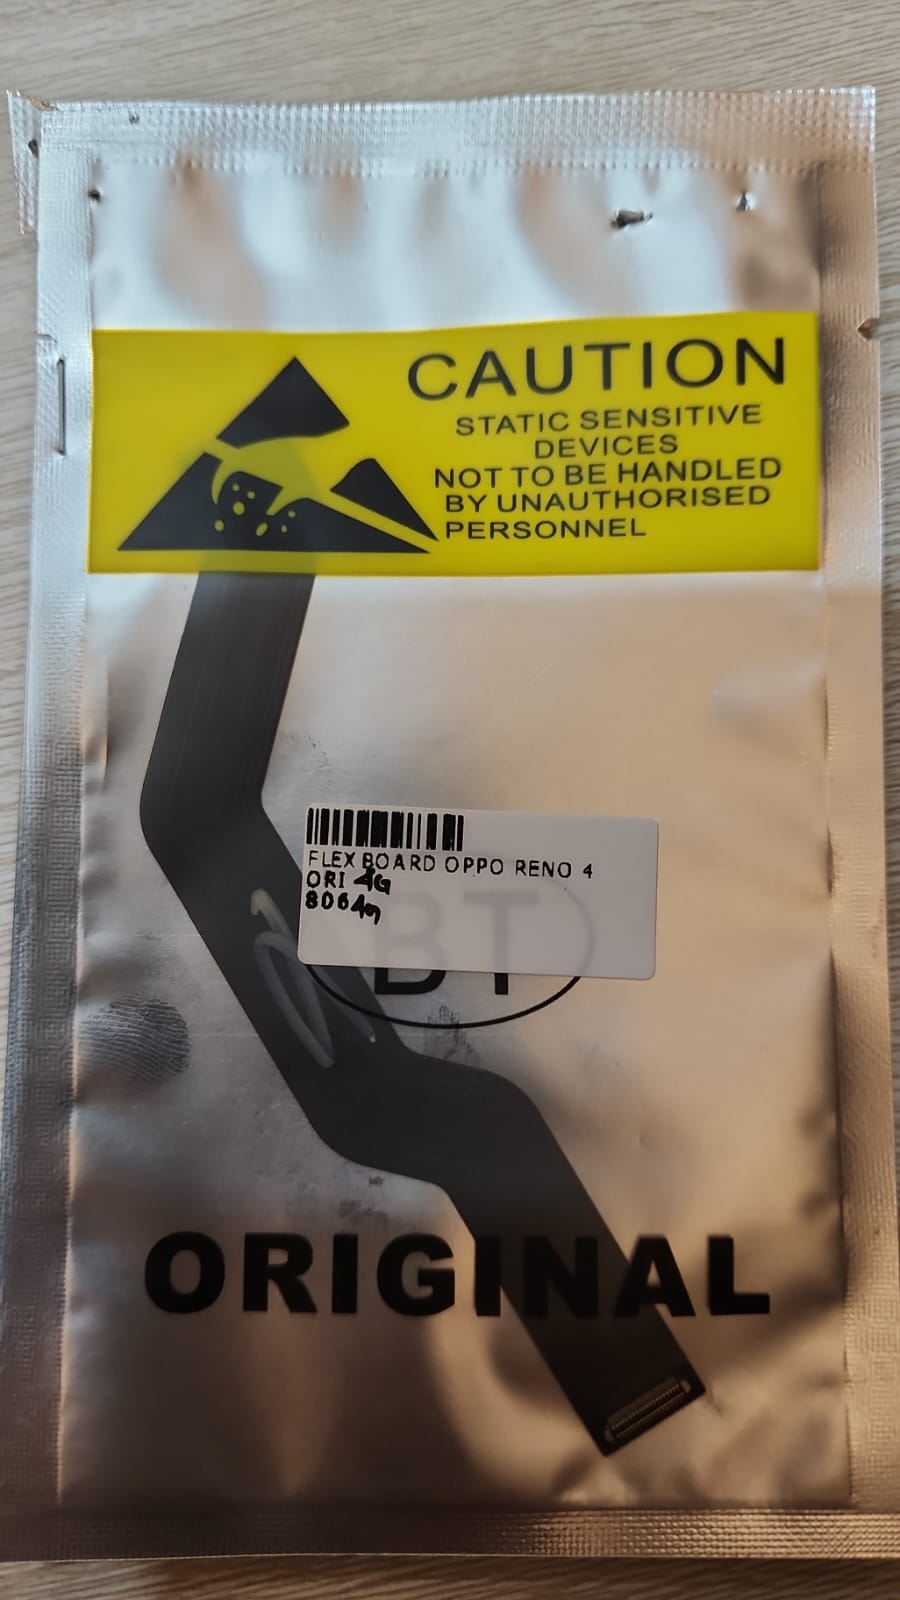 CAUTION
STATIC SENSITIVE
DEVICES
NOT TO BE HANDLED
BY UNAUTHORISED
PERSONNEL
FLEX BOARD OPPO RENO 4
ORI 4G
BT
ORIGINAL